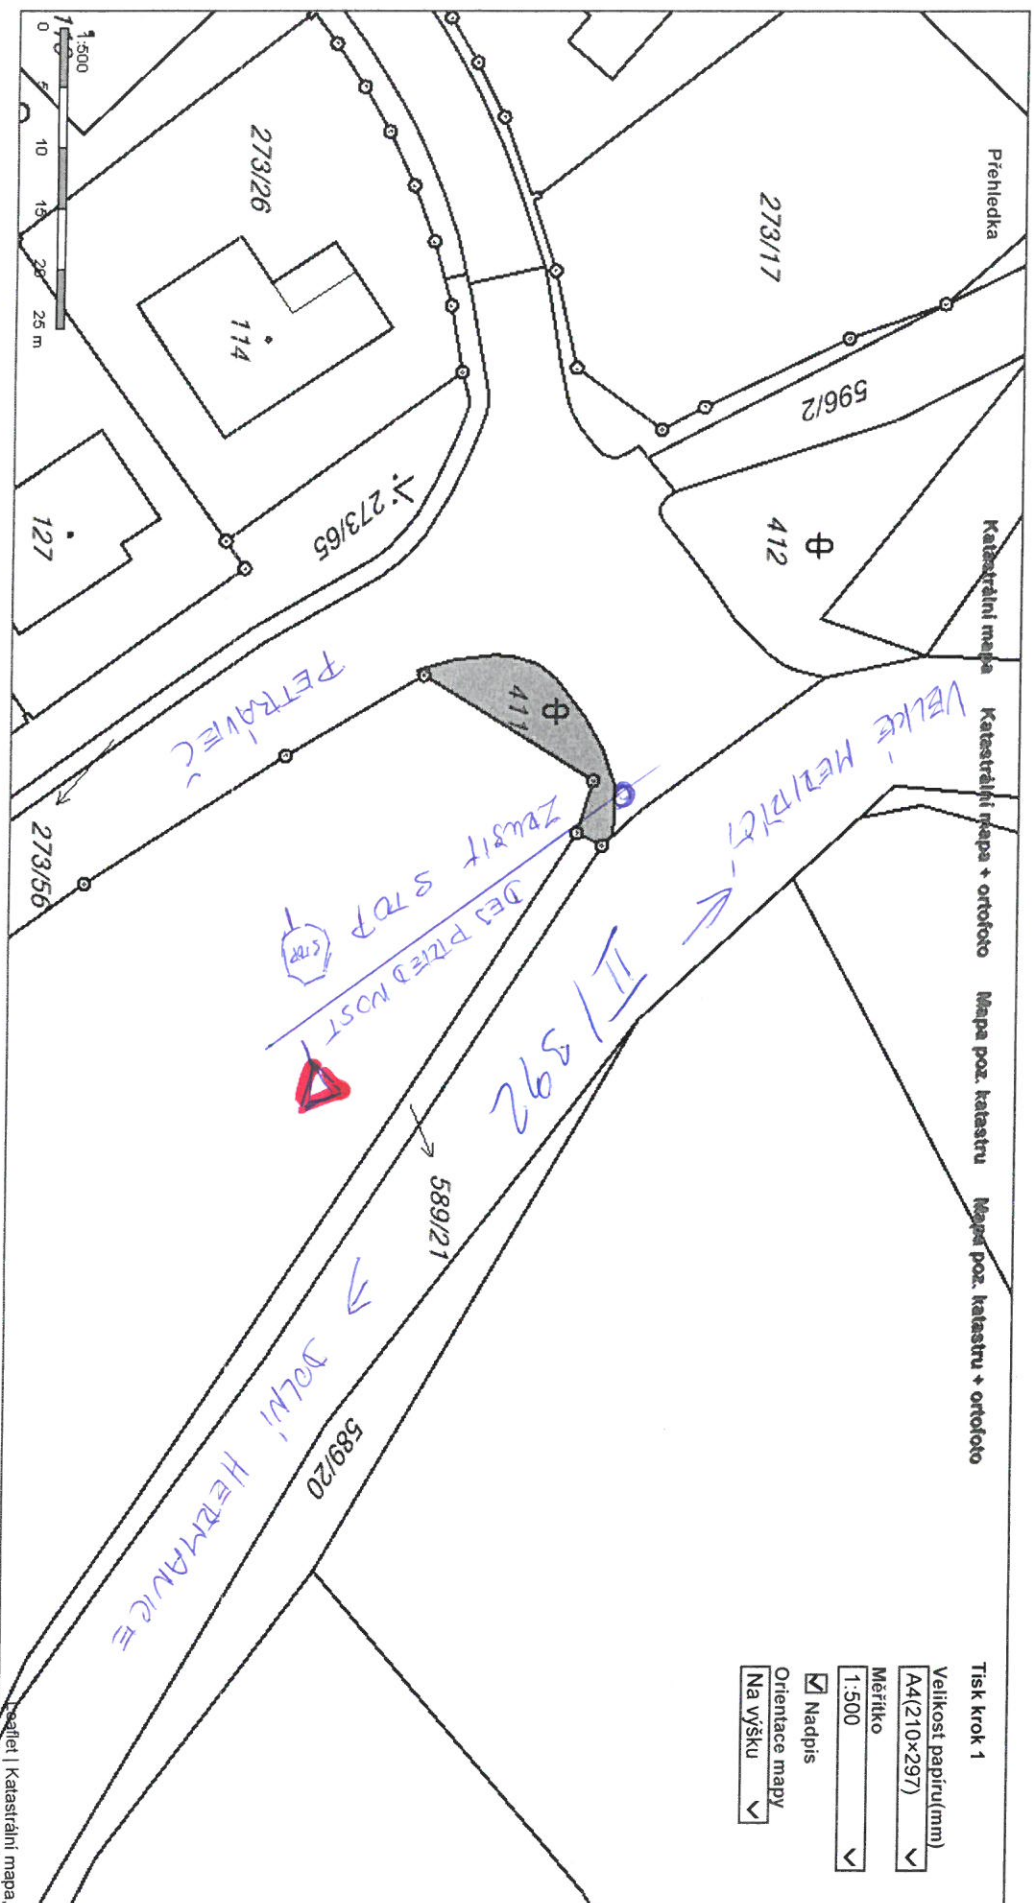 Přehledka
Katastrální mapa Katastrální mapa + ortofoto Mapa poz. katastru Mapa poz. katastru + ortofoto
Tisk krok 1
Velikost papíru(mm)
A4(210×297)
Měřítko
1:500
Nadpis
Orientace mapy
Na výšku
273/17
596/2
412
273/26
114
273/65
127
411
273/56
589/21
589/20
VELKÉ MEZIŘÍČÍ
II/392
DOLNÍ HEŘMANICE
PETRÁVEČ
ZRUŠIT STOP
STOP
DEJ PŘEDNOST
1:500
0 5 10 15 20 25 m
Leaflet | Katastrální mapa,